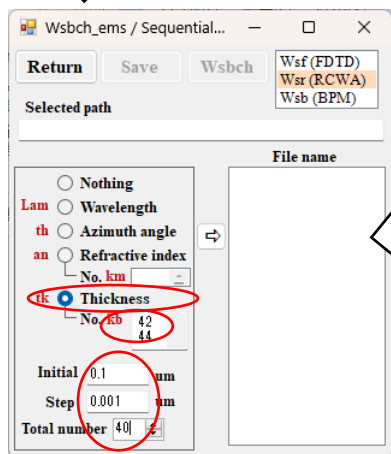 Wsbch_ems / Sequential...
Return Save Wsbch
Wsf (FDTD)
Wsr (RCWA)
Wsb (BPM)
Selected path
File name
Nothing
Lam Wavelength
th Azimuth angle
an Refractive index
No. km
tk Thickness
No. kb 42
44
Initial 0.1 um
Step 0.001 um
Total number 40